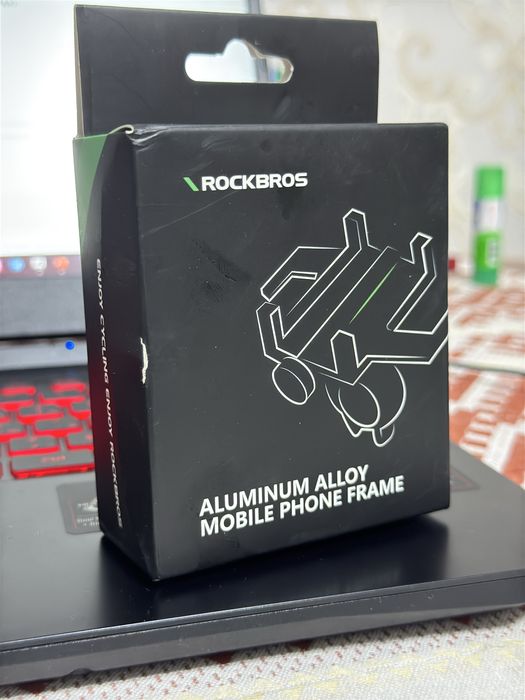 ROCKBROS
ENJOY CYCLING ENJOY ROCKBROS
ALUMINUM ALLOY
MOBILE PHONE FRAME